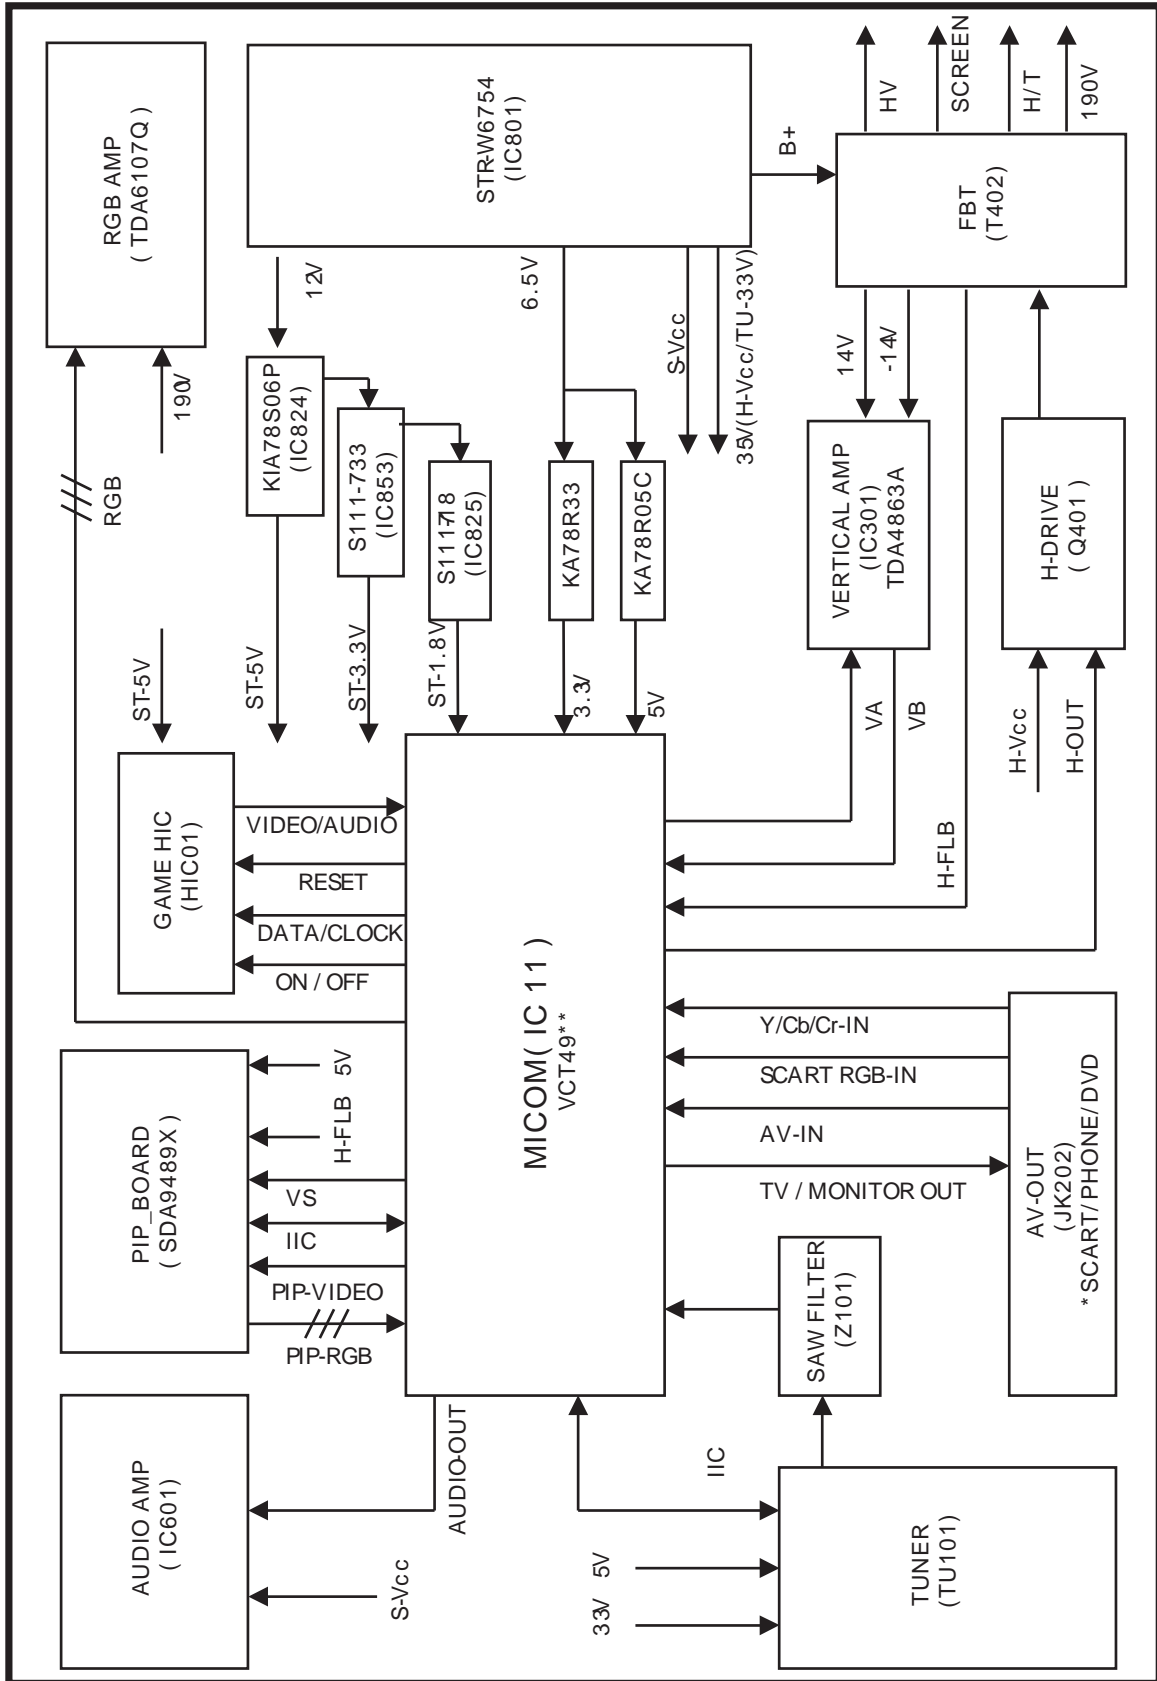 RGB AMP
( TDA6107Q )
190V
RGB
STR-W6754
(IC801)
B+
HV
SCREEN
H/T
190V
FBT
(T402)
12V
6.5V
S-Vcc
35V(H-Vcc/TU-33V)
14V
-14V
KIA78S06P
(IC824)
S111-733
(IC853)
S111718
(IC825)
KA78R33
KA78R05C
VERTICAL AMP
(IC301)
TDA4863A
H-DRIVE
( Q401 )
ST-5V
ST-5V
ST-3.3V
ST-1.8V
3.3V
5V
VA
VB
H-FLB
H-Vcc
H-OUT
GAME HIC
(HIC01)
VIDEO/AUDIO
RESET
DATA/CLOCK
ON / OFF
MICOM( IC 11 )
VCT49**
PIP_BOARD
( SDA9489X )
5V
H-FLB
VS
IIC
PIP-VIDEO
PIP-RGB
Y/Cb/Cr-IN
SCART RGB-IN
AV-IN
TV / MONITOR OUT
AV-OUT
(JK202)
*SCART/PHONE/DVD
SAW FILTER
(Z101)
AUDIO AMP
( IC601)
AUDIO-OUT
S-Vcc
IIC
5V
33V
TUNER
(TU101)